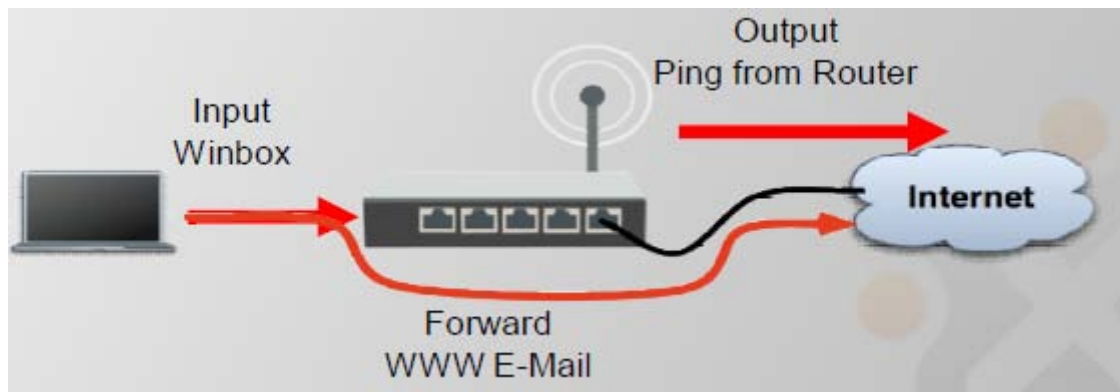 Input
Winbox
Output
Ping from Router
Internet
Forward
WWW E-Mail